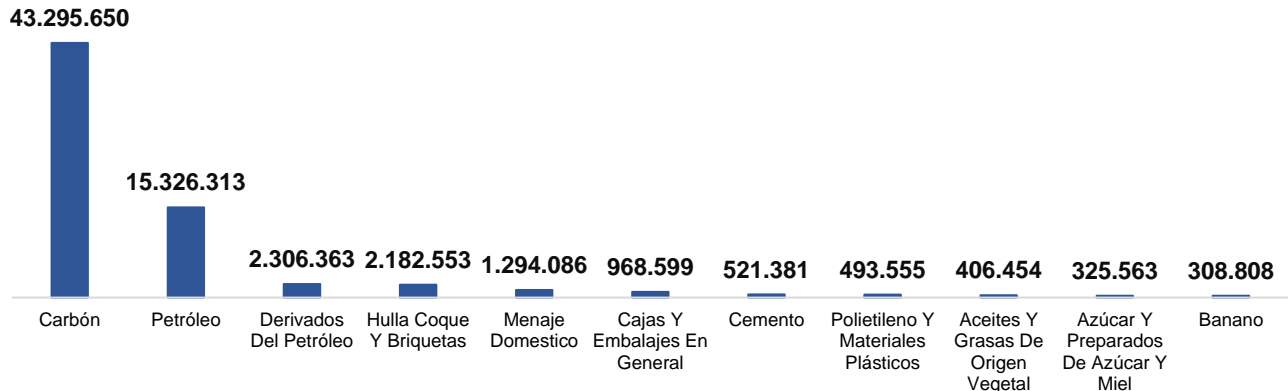 43.295.650
15.326.313
2.306.363
2.182.553
1.294.086
968.599
521.381
493.555
406.454
325.563
308.808
Carbón
Petróleo
Derivados
Del Petróleo
Hulla Coque
Y Briquetas
Menaje
Domestico
Cajas Y
Embalajes En
General
Cemento
Polietileno Y
Materiales
Plásticos
Aceites Y
Grasas De
Origen
Vegetal
Azúcar Y
Preparados
De Azúcar Y
Miel
Banano